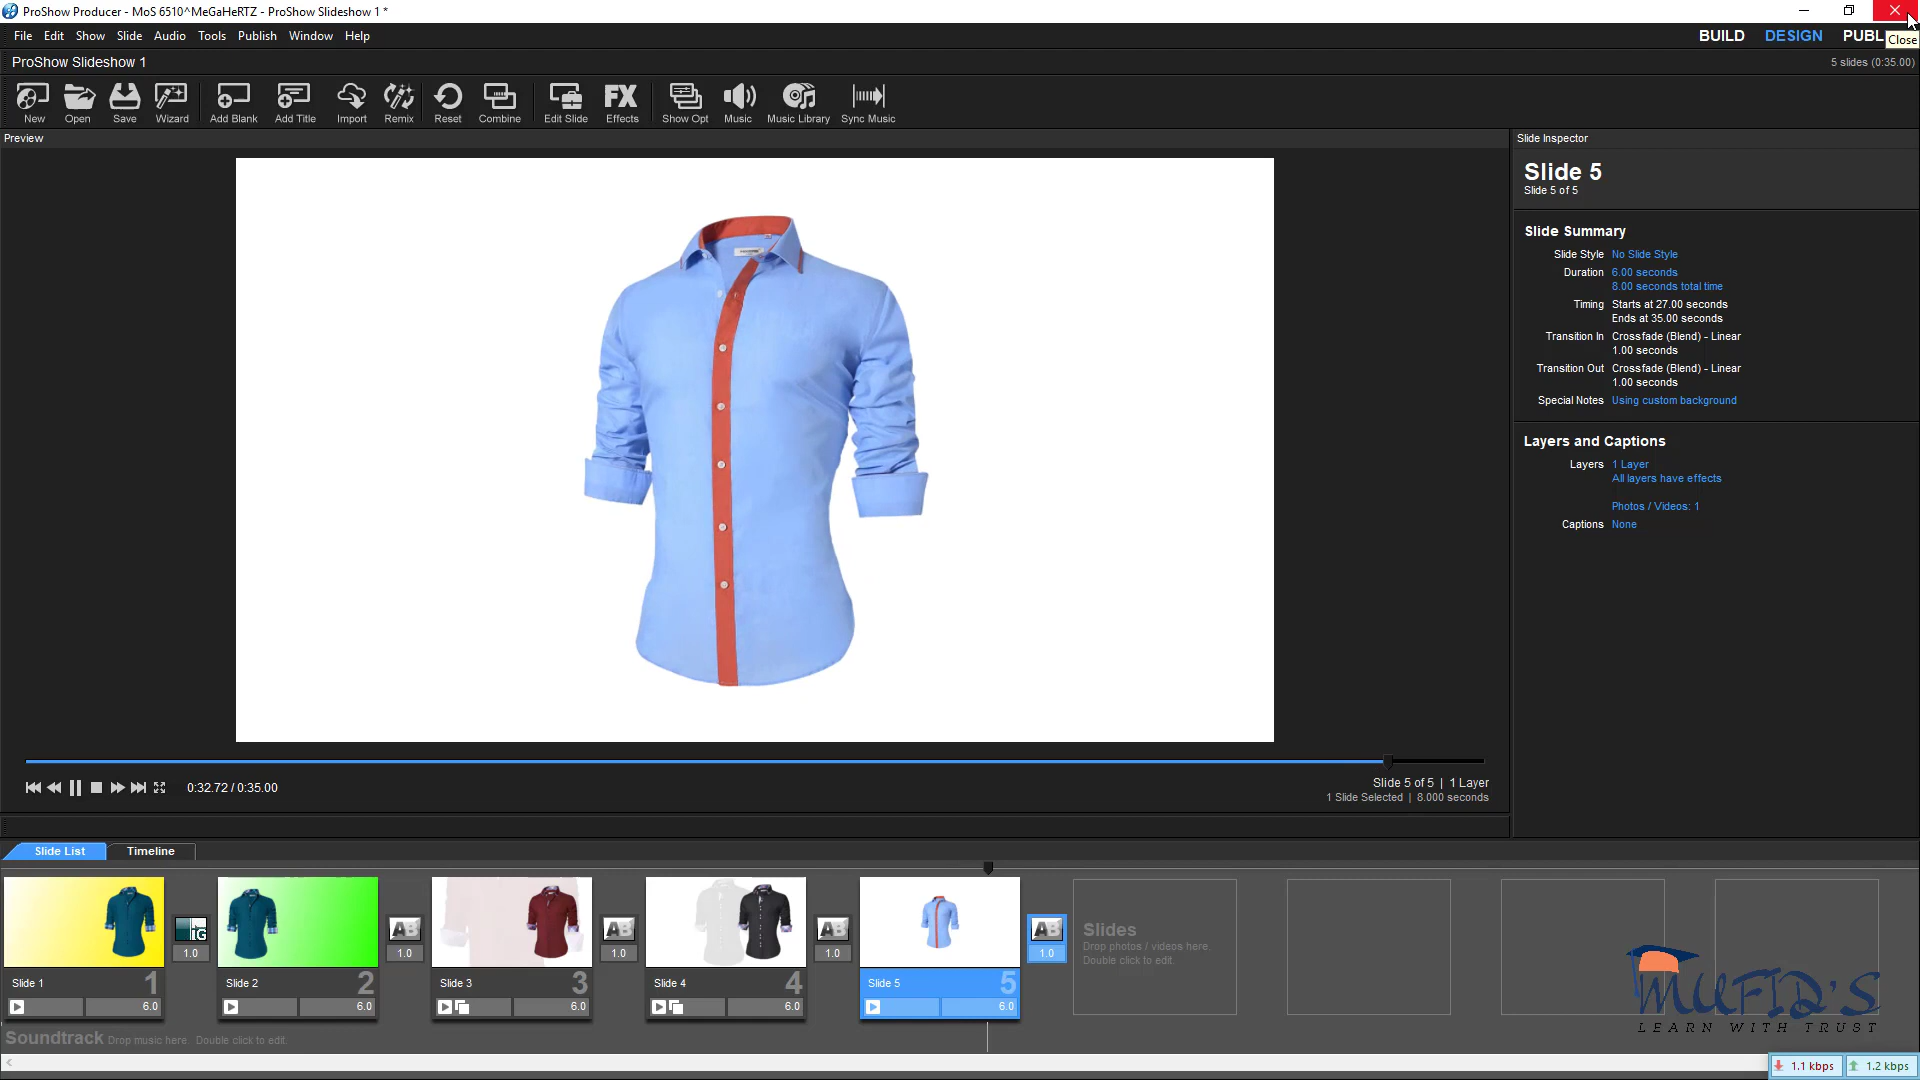 ProShow Producer - MoS 6510^MeGaHeRTZ - ProShow Slideshow 1 *
File Edit Show Slide Audio Tools Publish Window Help
BUILD DESIGN PUBL
Close
ProShow Slideshow 1
5 slides (0:35.00)
New Open Save Wizard Add Blank Add Title Import Remix Reset Combine Edit Slide FX Effects Show Opt Music Music Library Sync Music
Preview
Slide Inspector
Slide 5
Slide 5 of 5
Slide Summary
Slide Style No Slide Style
Duration 6.00 seconds
8.00 seconds total time
Timing Starts at 27.00 seconds
Ends at 35.00 seconds
Transition In Crossfade (Blend) - Linear
1.00 seconds
Transition Out Crossfade (Blend) - Linear
1.00 seconds
Special Notes Using custom background
Layers and Captions
Layers 1 Layer
All layers have effects
Photos / Videos: 1
Captions None
0:32.72 / 0:35.00
Slide 5 of 5 | 1 Layer
1 Slide Selected | 8.000 seconds
Slide List Timeline
IG AB AB AB AB
1.0 1.0 1.0 1.0 1.0
Slides
Drop photos / videos here.
Double click to edit.
Slide 1 1 Slide 2 2 Slide 3 3 Slide 4 4 Slide 5 5
6.0 6.0 6.0 6.0 6.0
MUFID'S
LEARN WITH TRUST
Soundtrack Drop music here. Double click to edit.
1.1 kbps 1.2 kbps